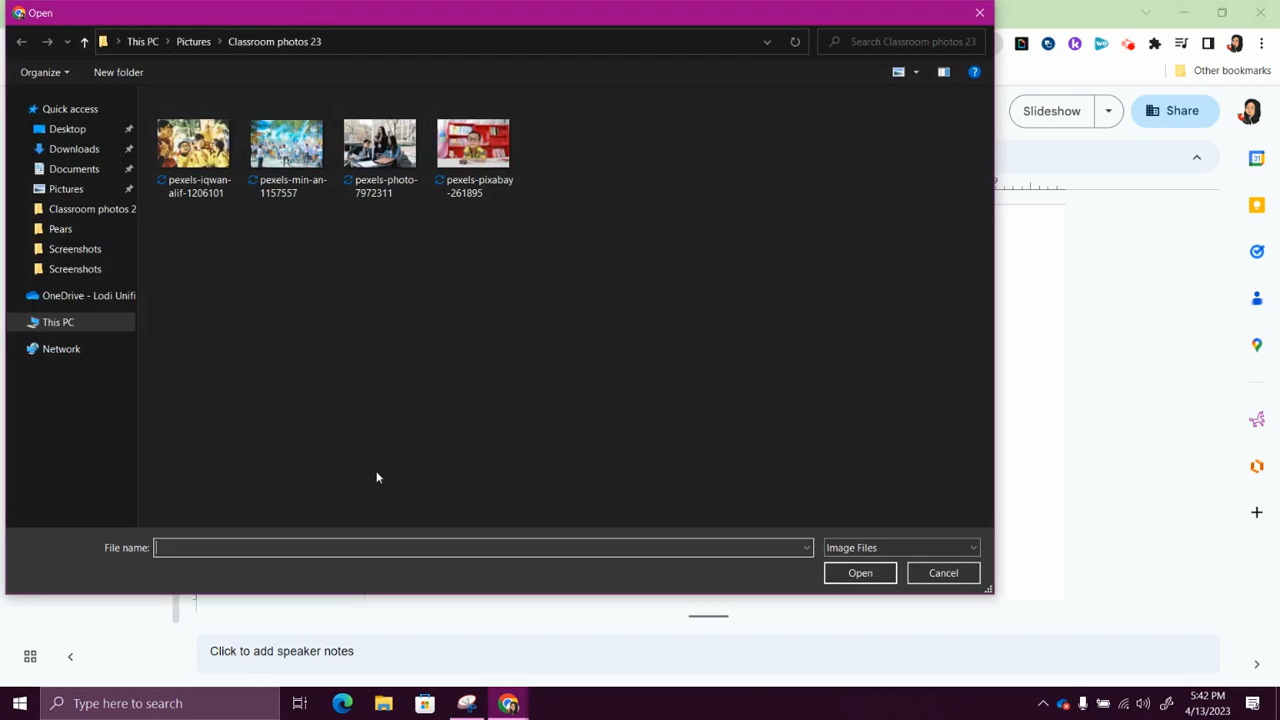 Open
This PC
Pictures
Classroom photos 23
Search Classroom photos 23
Organize
New folder
Other bookmarks
Slideshow
Share
31
Quick access
Desktop
Downloads
Documents
Pictures
Classroom photos 2
Pears
Screenshots
Screenshots
OneDrive - Lodi Unifi
This PC
Network
pexels-iqwan-
alif-1206101
pexels-min-an-
1157557
pexels-photo-
7972311
pexels-pixabay
-261895
9
File name:
Image Files
Open
Cancel
Click to add speaker notes
Type here to search
5:42 PM
4/13/2023